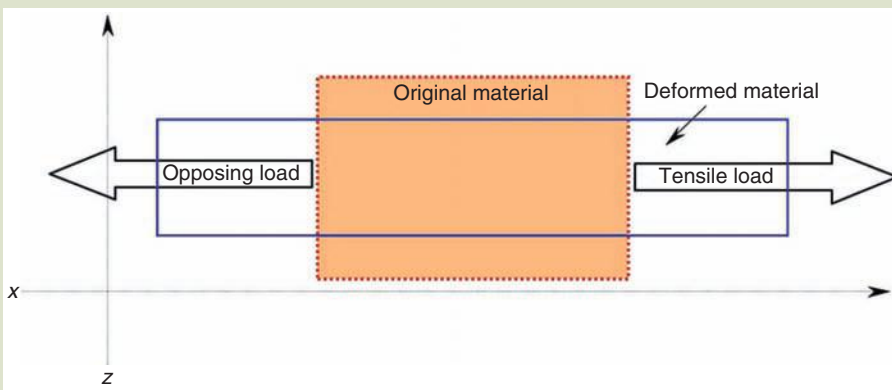 Original material
Deformed material
Opposing load
Tensile load
x
z